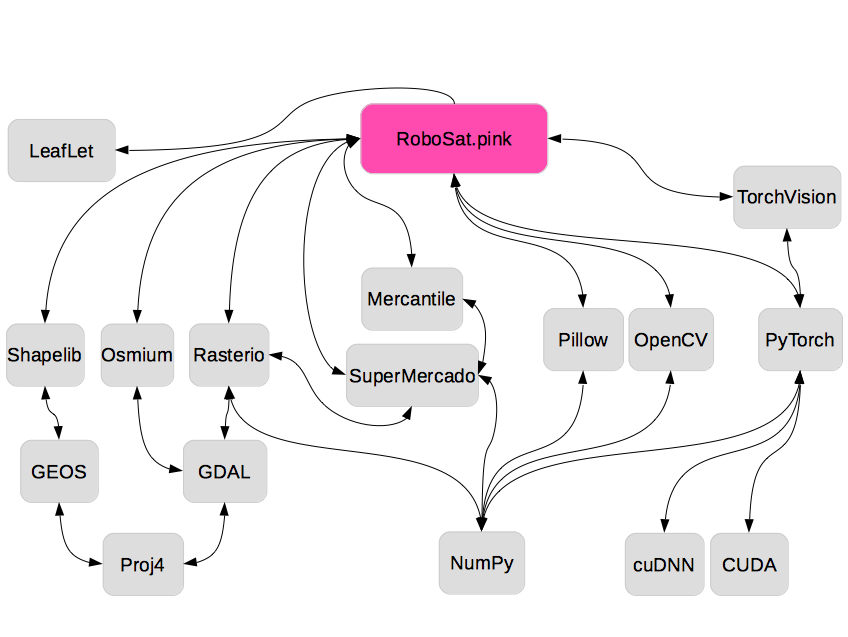 RoboSat.pink
LeafLet
TorchVision
Mercantile
Pillow
OpenCV
PyTorch
Shapelib
Osmium
Rasterio
SuperMercado
GEOS
GDAL
Proj4
NumPy
cuDNN
CUDA